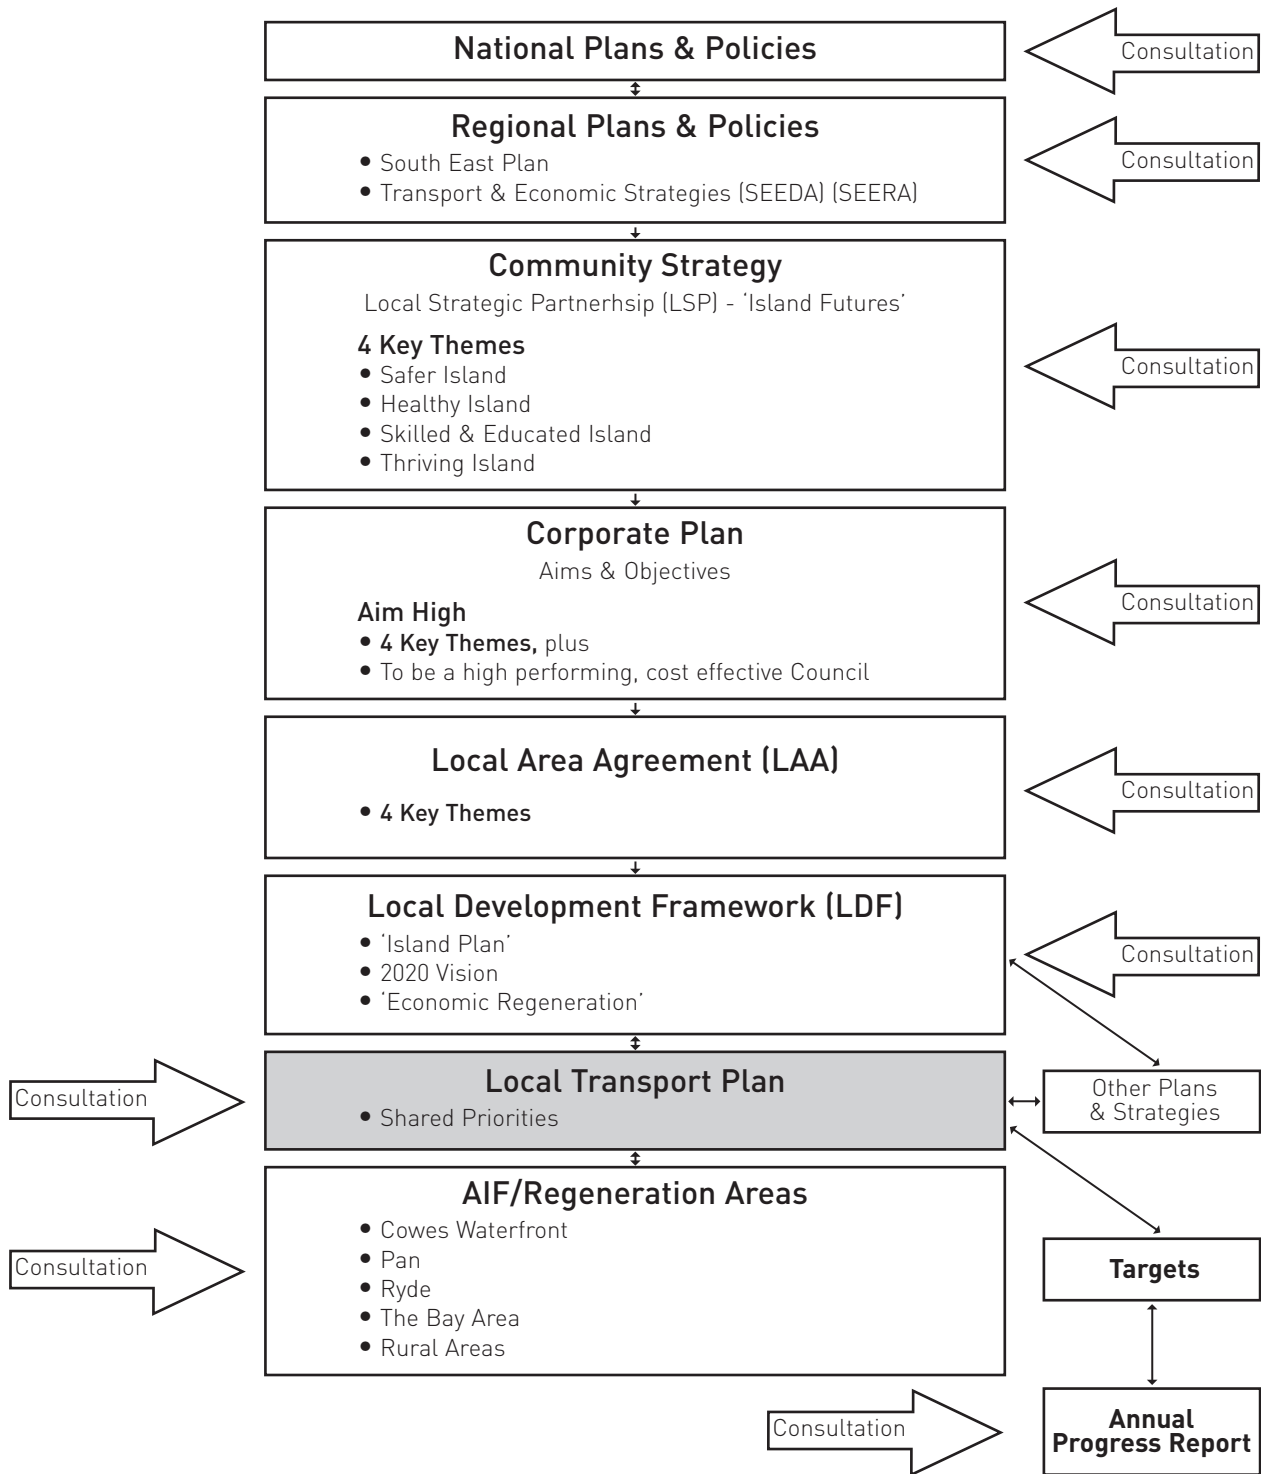 National Plans & Policies
Consultation
Regional Plans & Policies
• South East Plan
• Transport & Economic Strategies (SEEDA) (SEERA)
Consultation
Community Strategy
Local Strategic Partnerhsip (LSP) - ‘Island Futures’
4 Key Themes
• Safer Island
• Healthy Island
• Skilled & Educated Island
• Thriving Island
Consultation
Corporate Plan
Aims & Objectives
Aim High
• 4 Key Themes, plus
• To be a high performing, cost effective Council
Consultation
Local Area Agreement (LAA)
• 4 Key Themes
Consultation
Local Development Framework (LDF)
• ‘Island Plan’
• 2020 Vision
• ‘Economic Regeneration’
Consultation
Consultation
Local Transport Plan
• Shared Priorities
Other Plans
& Strategies
Consultation
AIF/Regeneration Areas
• Cowes Waterfront
• Pan
• Ryde
• The Bay Area
• Rural Areas
Targets
Consultation
Annual
Progress Report